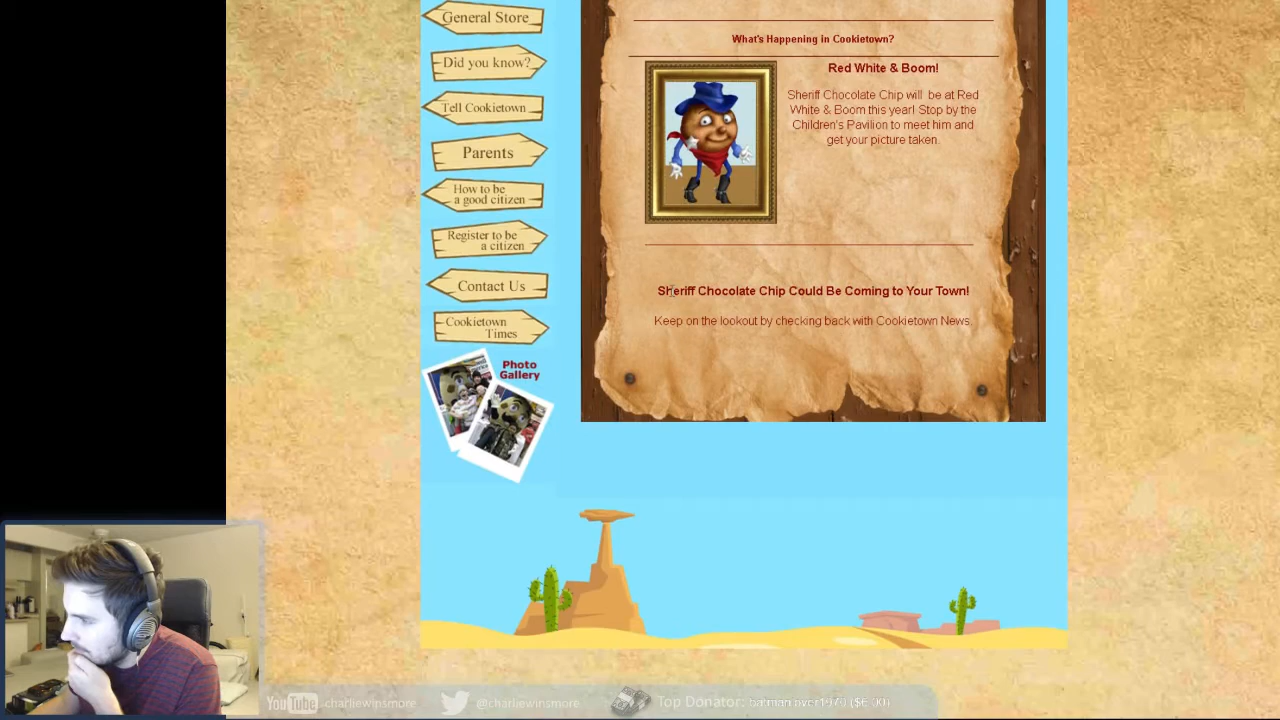 General Store
Did you know?
Tell Cookietown
Parents
How to be
a good citizen
Register to be
a citizen
Contact Us
Cookietown
Times
Photo
Gallery
What's Happening in Cookietown?
Red White & Boom!
Sheriff Chocolate Chip will be at Red
White & Boom this year! Stop by the
Children's Pavilion to meet him and
get your picture taken.
Sheriff Chocolate Chip Could Be Coming to Your Town!
Keep on the lookout by checking back with Cookietown News.
YouTube charliewinsmore
@charliewinsmore
Top Donator: